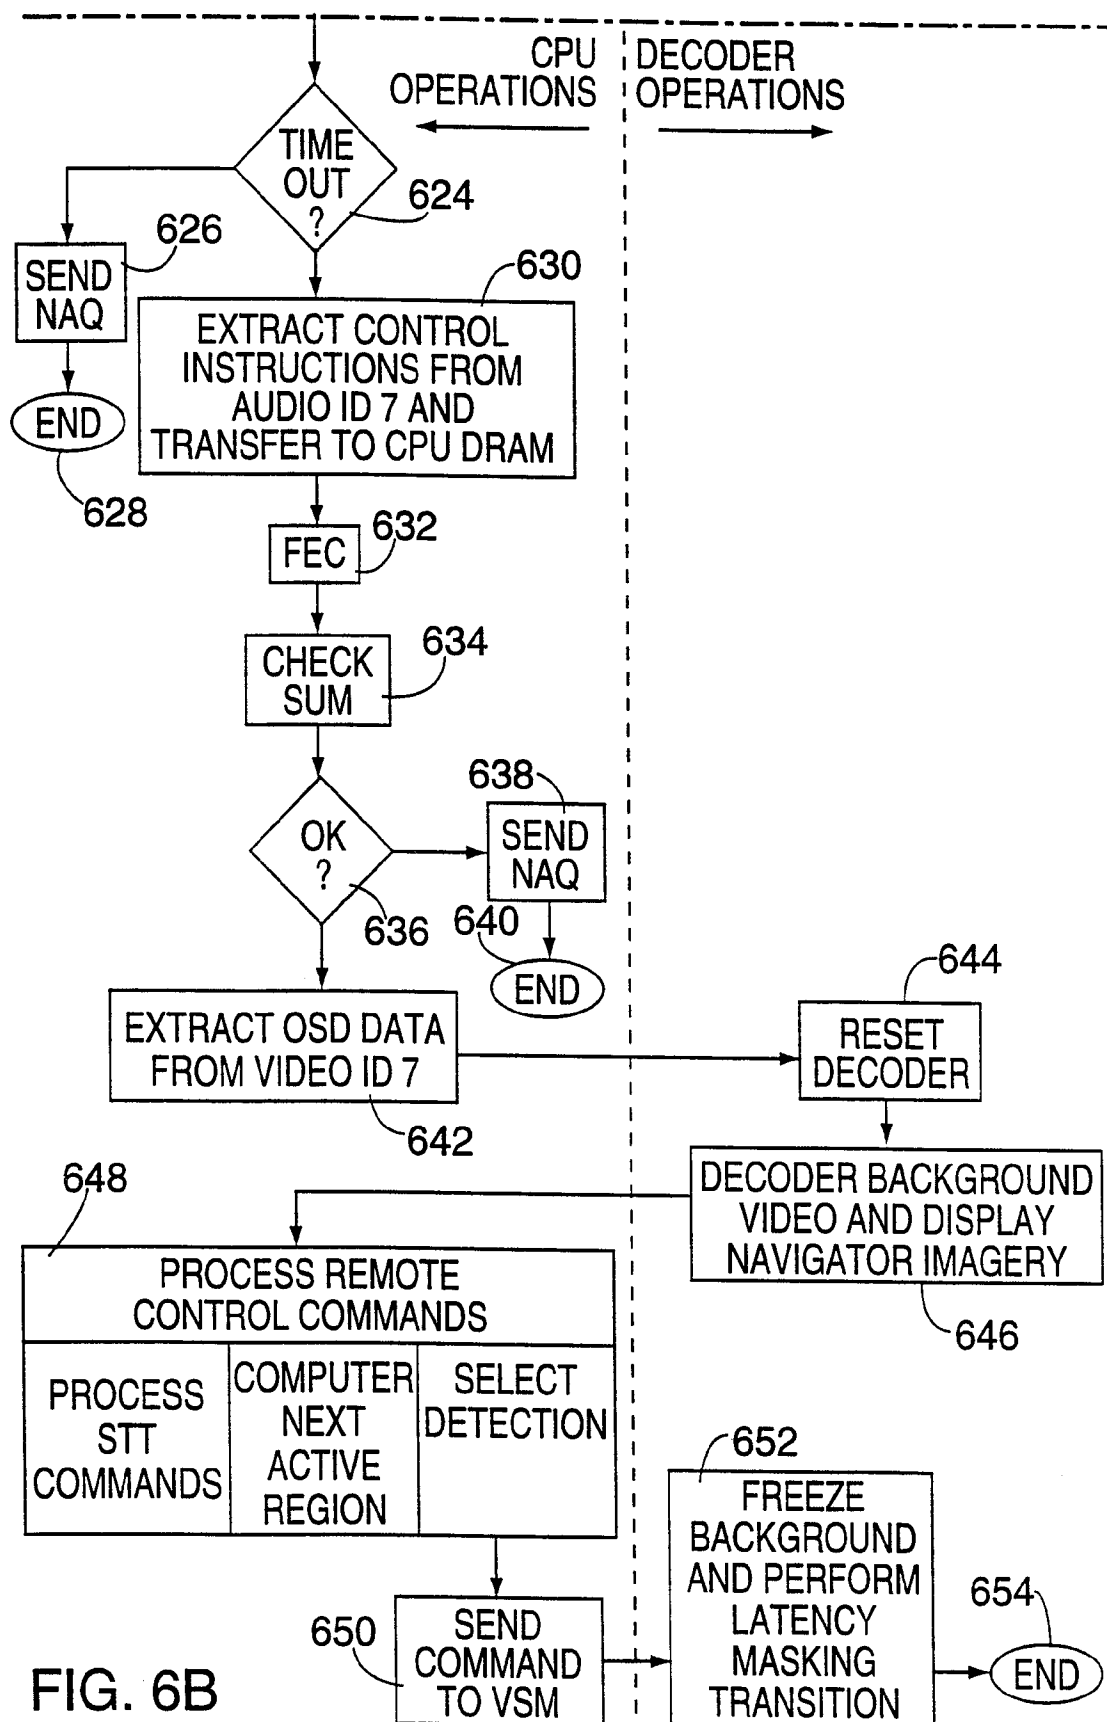 CPU
OPERATIONS
DECODER
OPERATIONS
TIME
OUT
?
624
626
SEND
NAQ
END
628
630
EXTRACT CONTROL
INSTRUCTIONS FROM
AUDIO ID 7 AND
TRANSFER TO CPU DRAM
632
FEC
634
CHECK
SUM
OK
?
636
638
SEND
NAQ
640
END
EXTRACT OSD DATA
FROM VIDEO ID 7
642
644
RESET
DECODER
DECODER BACKGROUND
VIDEO AND DISPLAY
NAVIGATOR IMAGERY
646
648
PROCESS REMOTE
CONTROL COMMANDS
PROCESS
STT
COMMANDS
COMPUTER
NEXT
ACTIVE
REGION
SELECT
DETECTION
650
SEND
COMMAND
TO VSM
652
FREEZE
BACKGROUND
AND PERFORM
LATENCY
MASKING
TRANSITION
654
END
FIG. 6B